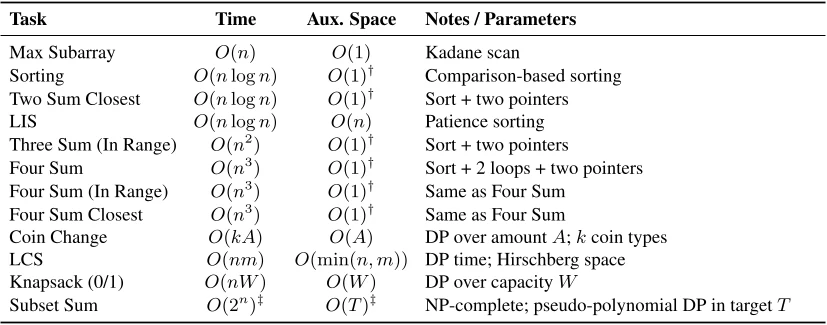 Task Time Aux. Space Notes / Parameters
Max Subarray O(n) O(1) Kadane scan
Sorting O(n log n) O(1)† Comparison-based sorting
Two Sum Closest O(n log n) O(1)† Sort + two pointers
LIS O(n log n) O(n) Patience sorting
Three Sum (In Range) O(n²) O(1)† Sort + two pointers
Four Sum O(n³) O(1)† Sort + 2 loops + two pointers
Four Sum (In Range) O(n³) O(1)† Same as Four Sum
Four Sum Closest O(n³) O(1)† Same as Four Sum
Coin Change O(kA) O(A) DP over amount A; k coin types
LCS O(nm) O(min(n, m)) DP time; Hirschberg space
Knapsack (0/1) O(nW) O(W) DP over capacity W
Subset Sum O(2ⁿ)‡ O(T)‡ NP-complete; pseudo-polynomial DP in target T